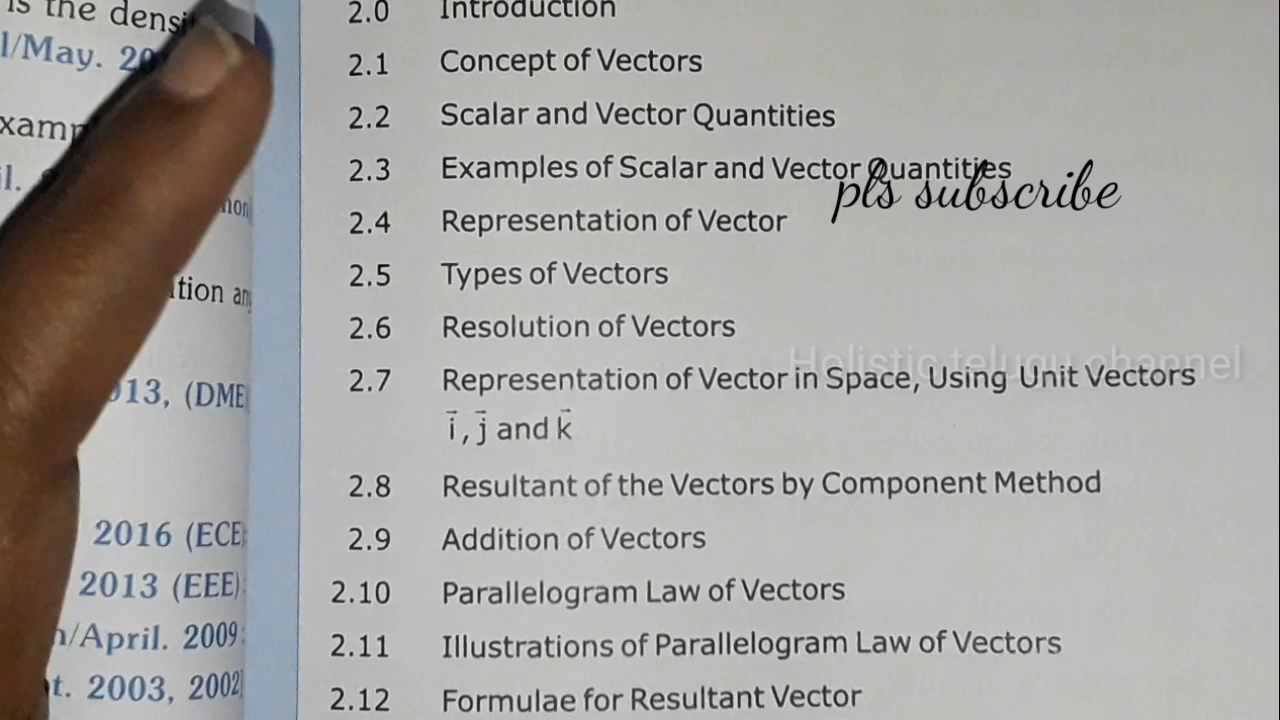 is the densi
l/May. 20
xamp
il.
tion an
013, (DME
2016 (ECE)
2013 (EEE)
h/April. 2009
t. 2003, 2002
2.0 Introduction
2.1 Concept of Vectors
2.2 Scalar and Vector Quantities
2.3 Examples of Scalar and Vector Quantities
pls subscribe
2.4 Representation of Vector
2.5 Types of Vectors
2.6 Resolution of Vectors
Holistic telugu channel
2.7 Representation of Vector in Space, Using Unit Vectors
i⃗, j⃗ and k⃗
2.8 Resultant of the Vectors by Component Method
2.9 Addition of Vectors
2.10 Parallelogram Law of Vectors
2.11 Illustrations of Parallelogram Law of Vectors
2.12 Formulae for Resultant Vector